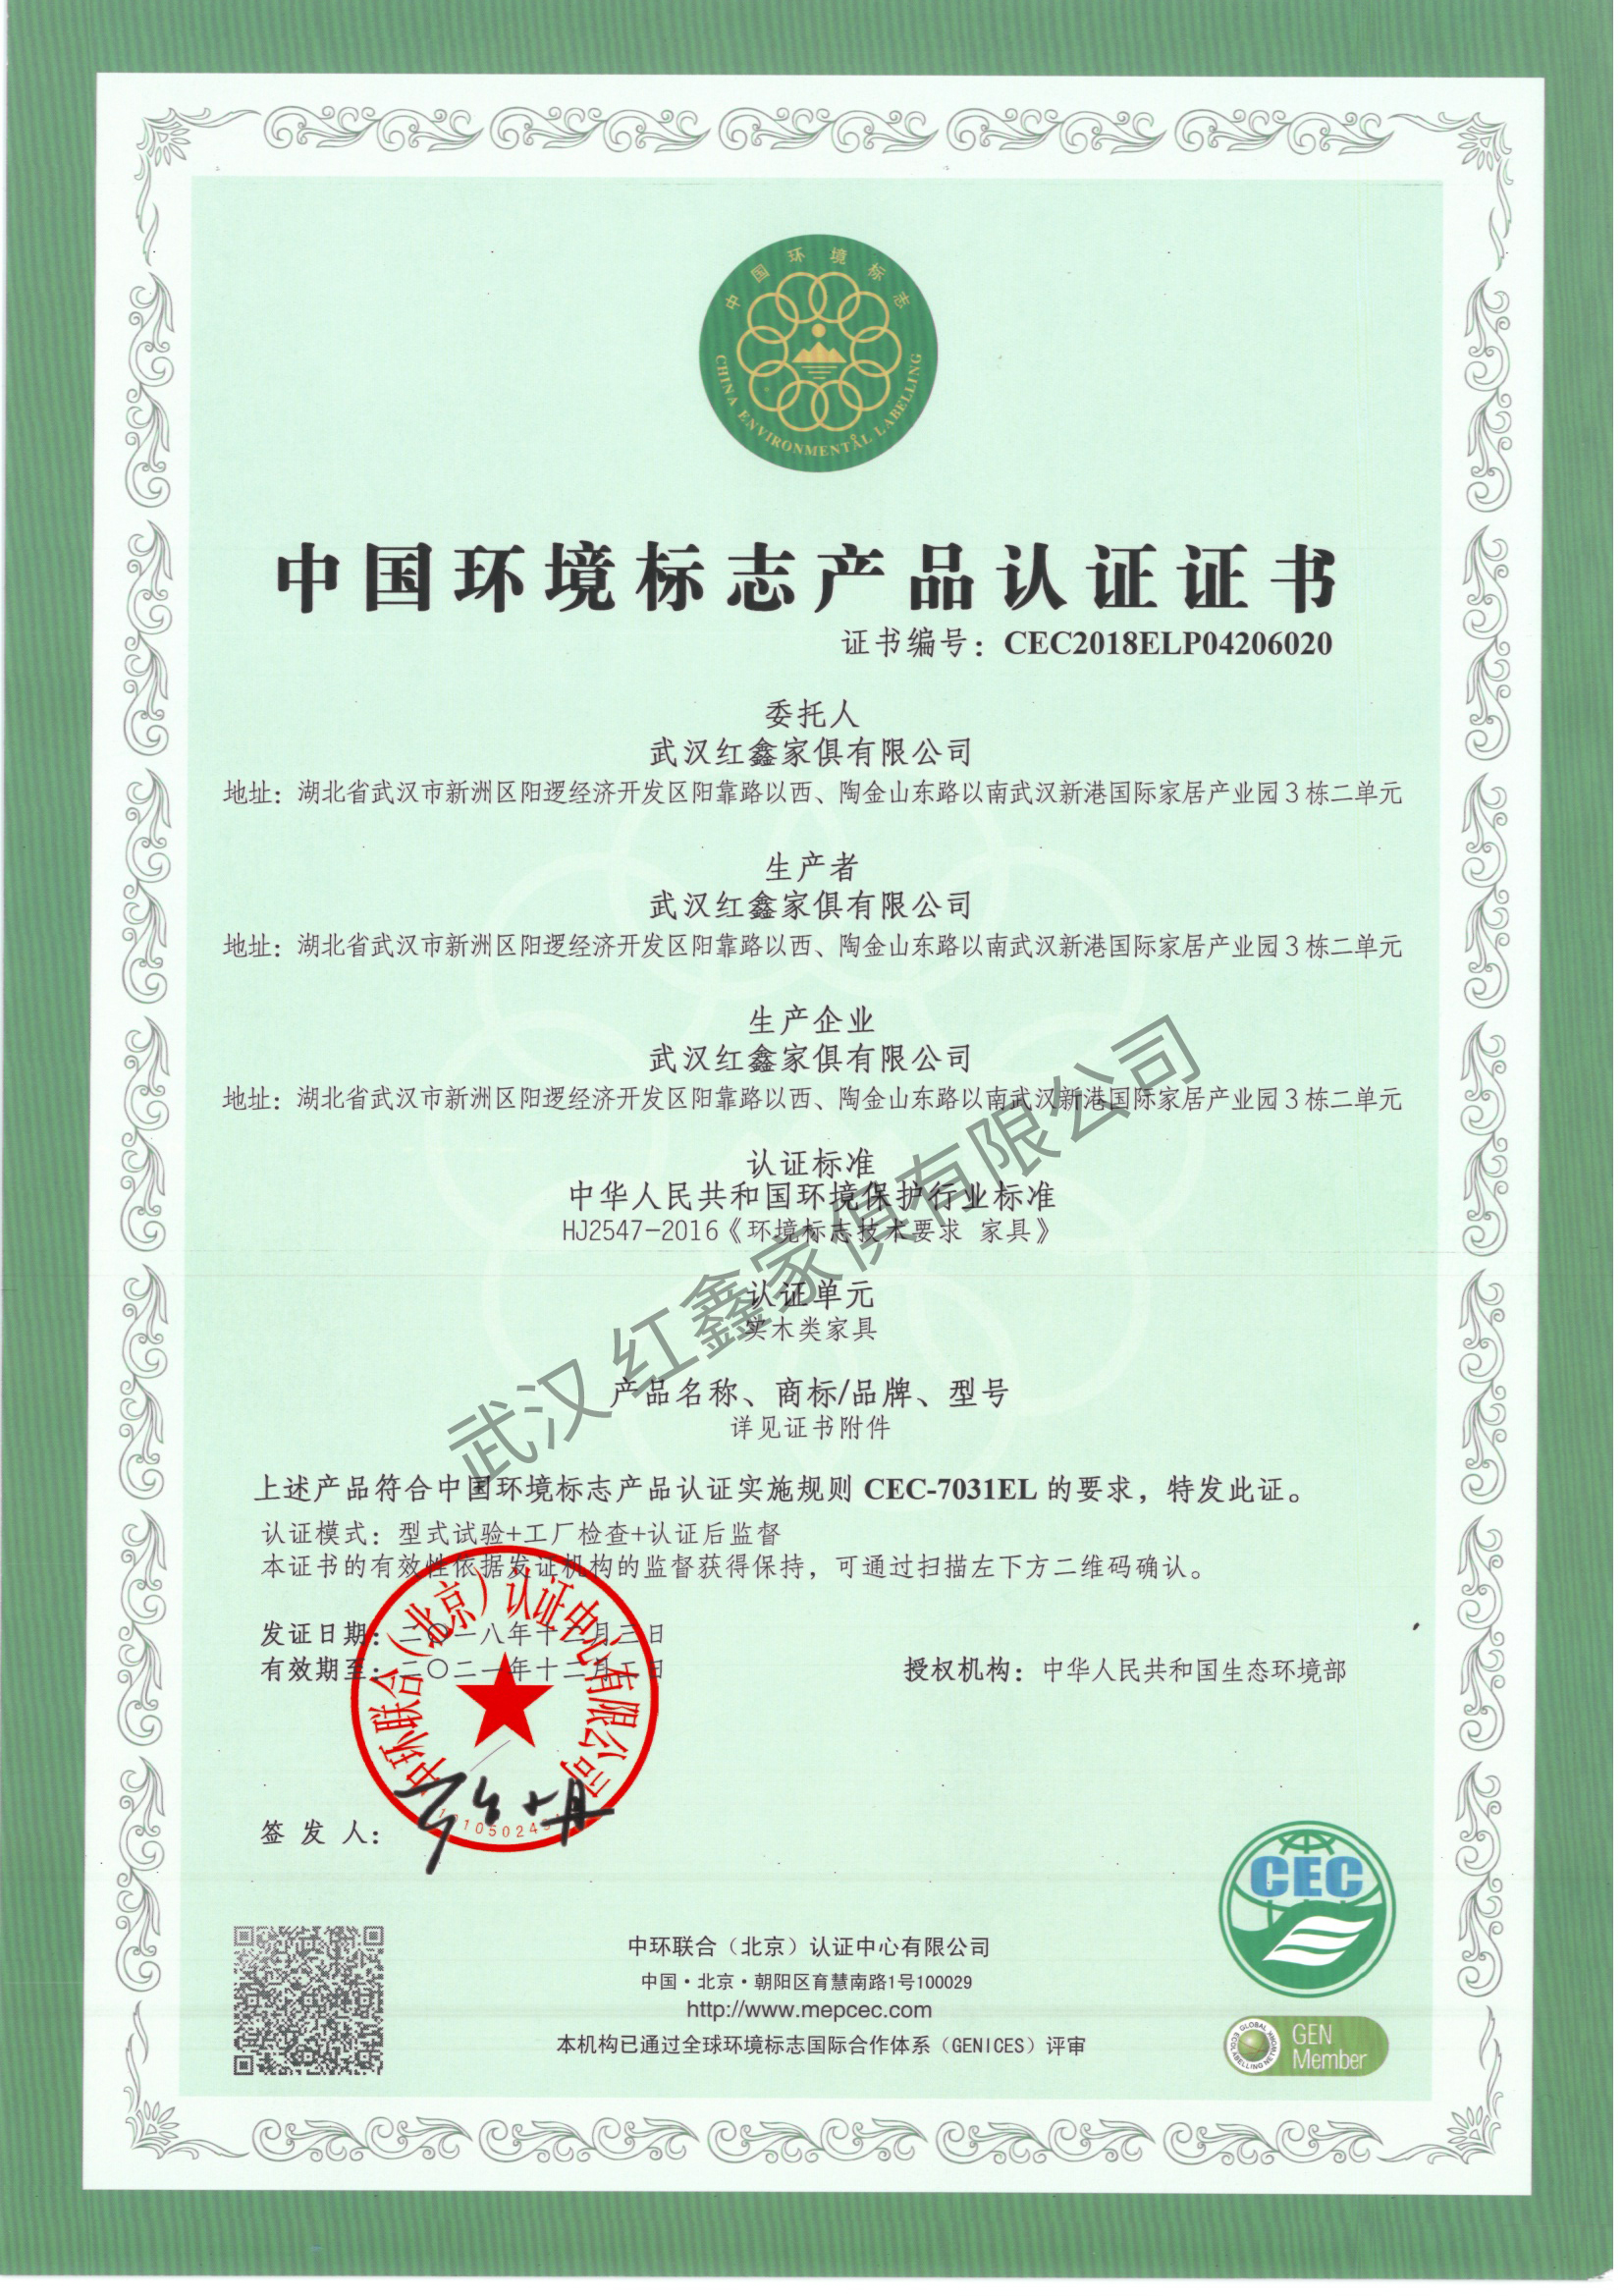 中国环境标志
CHINA ENVIRONMENTAL LABELLING
中国环境标志产品认证证书
证书编号：CEC2018ELP04206020
委托人
武汉红鑫家俱有限公司
地址：湖北省武汉市新洲区阳逻经济开发区阳靠路以西、陶金山东路以南武汉新港国际家居产业园3栋二单元
生产者
武汉红鑫家俱有限公司
地址：湖北省武汉市新洲区阳逻经济开发区阳靠路以西、陶金山东路以南武汉新港国际家居产业园3栋二单元
生产企业
武汉红鑫家俱有限公司
地址：湖北省武汉市新洲区阳逻经济开发区阳靠路以西、陶金山东路以南武汉新港国际家居产业园3栋二单元
认证标准
中华人民共和国环境保护行业标准
HJ2547-2016《环境标志技术要求 家具》
认证单元
实木类家具
产品名称、商标/品牌、型号
详见证书附件
武汉红鑫家俱有限公司
上述产品符合中国环境标志产品认证实施规则 CEC-7031EL 的要求，特发此证。
认证模式：型式试验+工厂检查+认证后监督
本证书的有效性依据发证机构的监督获得保持，可通过扫描左下方二维码确认。
发证日期：二〇一八年十二月三日
有效期至：二〇二一年十二月二日
授权机构：中华人民共和国生态环境部
中环联合（北京）认证中心有限公司
签 发 人：
CEC
中环联合（北京）认证中心有限公司
中国·北京·朝阳区育慧南路1号100029
http://www.mepcec.com
本机构已通过全球环境标志国际合作体系（GENICES）评审
GLOBAL ECOLABELLING NETWORK
GEN
Member